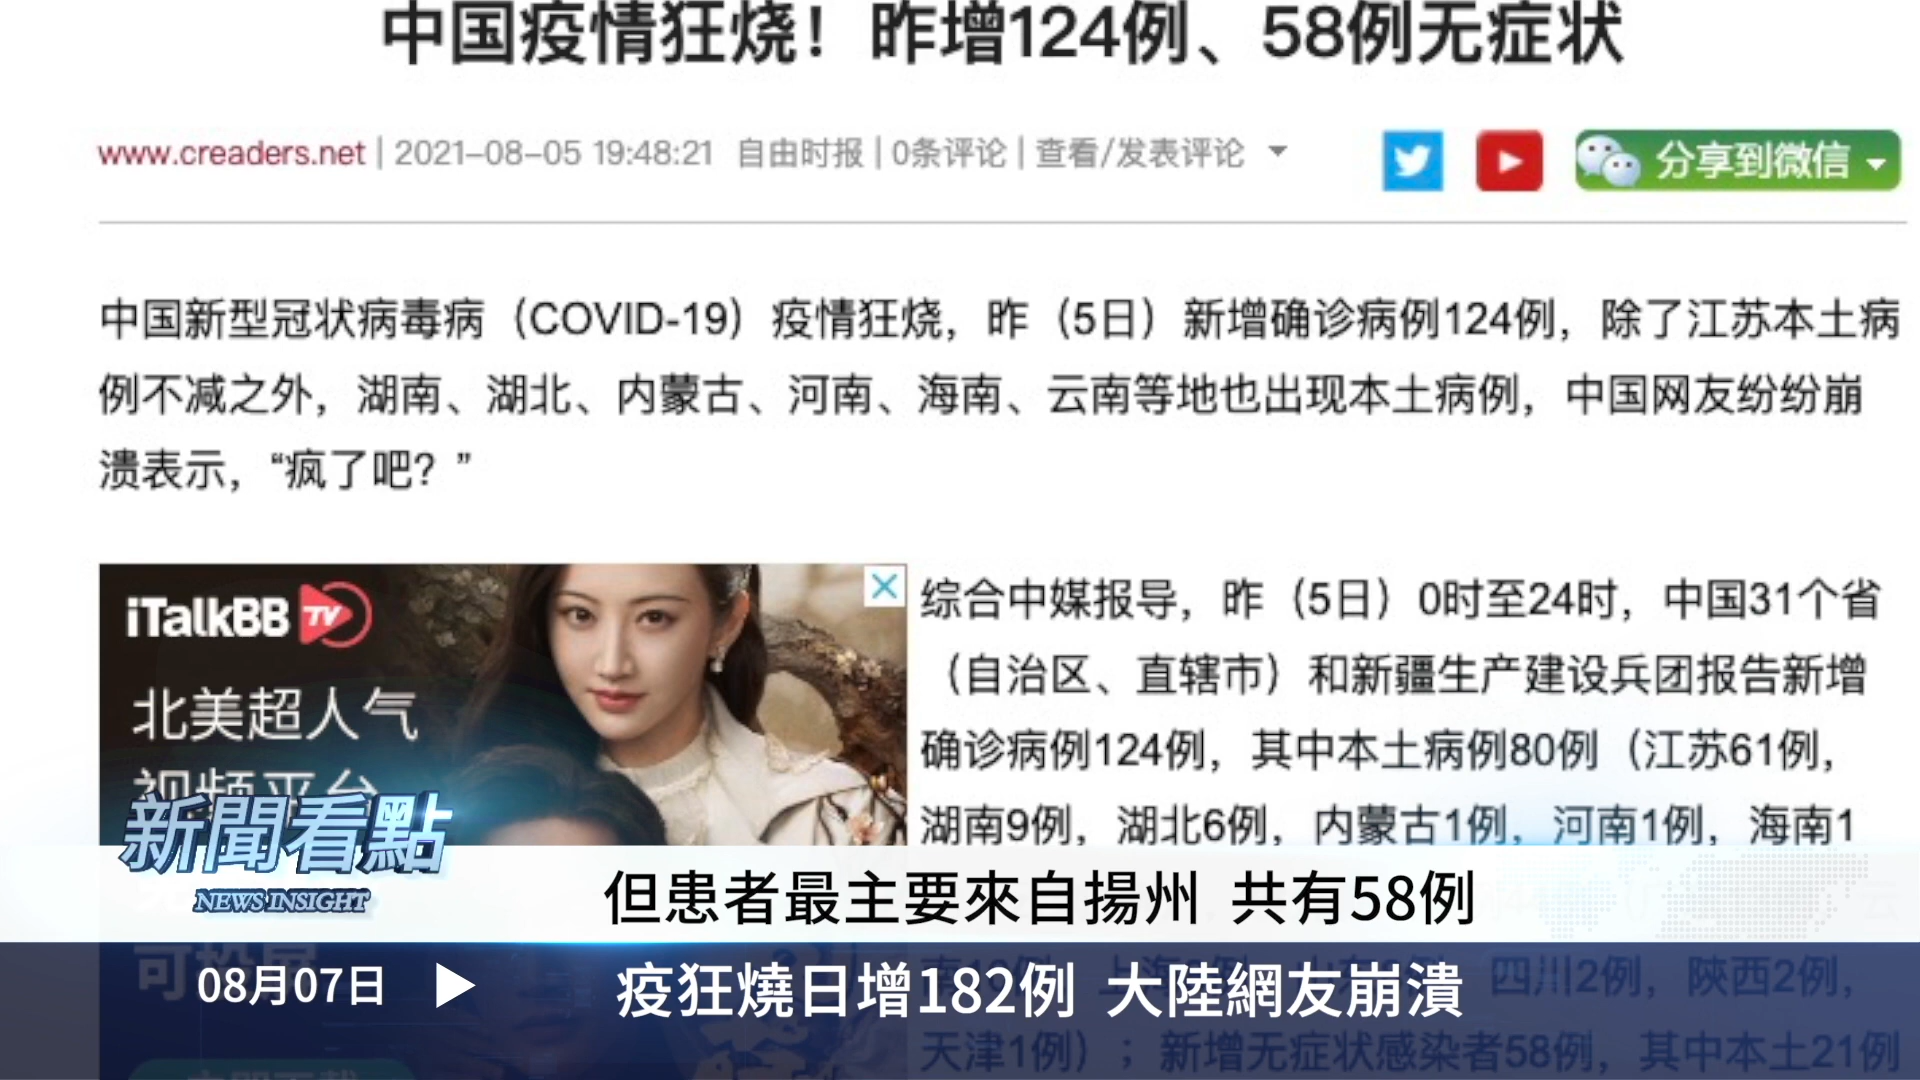 中国疫情狂烧！昨增124例、58例无症状
www.creaders.net | 2021-08-05 19:48:21 自由时报 | 0条评论 | 查看/发表评论
分享到微信
中国新型冠状病毒病（COVID-19）疫情狂烧，昨（5日）新增确诊病例124例，除了江苏本土病
例不减之外，湖南、湖北、内蒙古、河南、海南、云南等地也出现本土病例，中国网友纷纷崩
溃表示，“疯了吧？”
iTalkBB TV
北美超人气
视频平台
综合中媒报导，昨（5日）0时至24时，中国31个省
（自治区、直辖市）和新疆生产建设兵团报告新增
确诊病例124例，其中本土病例80例（江苏61例，
湖南9例，湖北6例，内蒙古1例，河南1例，海南1
新聞看點
NEWS INSIGHT
但患者最主要來自揚州 共有58例
08月07日
疫狂燒日增182例 大陸網友崩潰
四川2例，陕西2例，
天津1例）；新增无症状感染者58例，其中本土21例